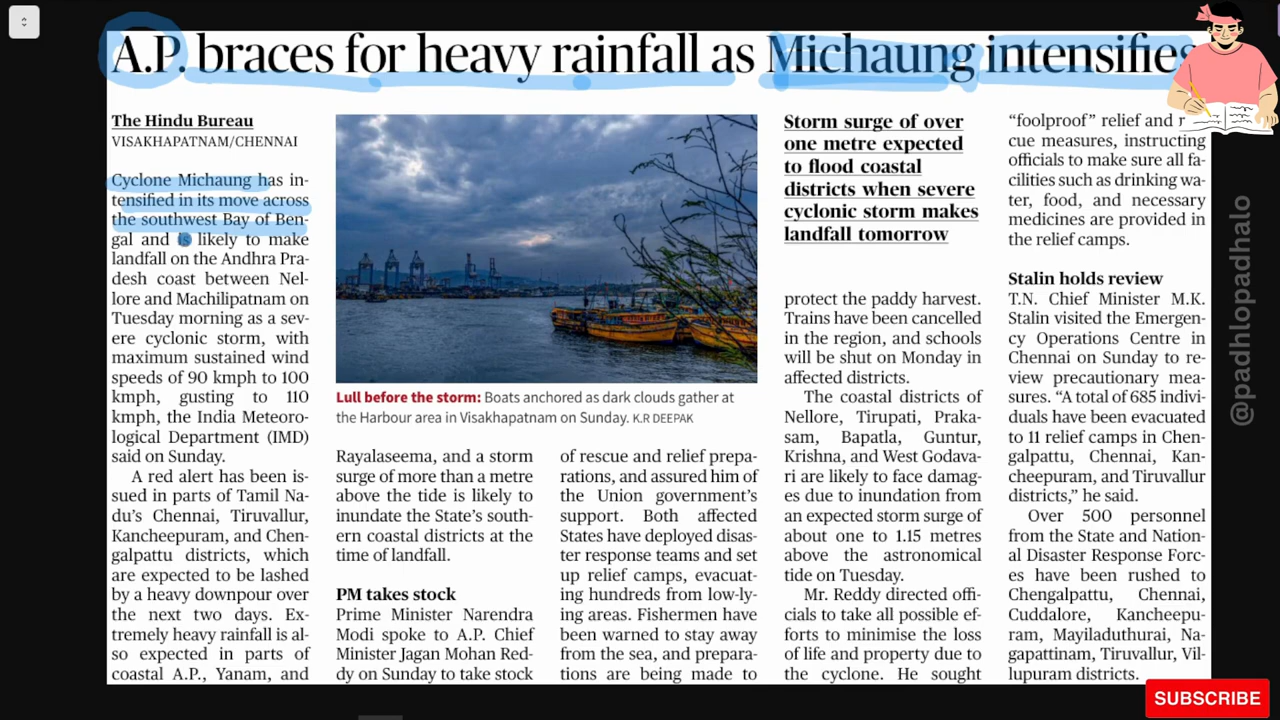 A.P. braces for heavy rainfall as Michaung intensifies
The Hindu Bureau
VISAKHAPATNAM/CHENNAI
Cyclone Michaung has in-
tensified in its move across
the southwest Bay of Ben-
gal and is likely to make
landfall on the Andhra Pra-
desh coast between Nel-
lore and Machilipatnam on
Tuesday morning as a sev-
ere cyclonic storm, with
maximum sustained wind
speeds of 90 kmph to 100
kmph, gusting to 110
kmph, the India Meteoro-
logical Department (IMD)
said on Sunday.
A red alert has been is-
sued in parts of Tamil Na-
du’s Chennai, Tiruvallur,
Kancheepuram, and Chen-
galpattu districts, which
are expected to be lashed
by a heavy downpour over
the next two days. Ex-
tremely heavy rainfall is al-
so expected in parts of
coastal A.P., Yanam, and
Lull before the storm: Boats anchored as dark clouds gather at
the Harbour area in Visakhapatnam on Sunday. K.R DEEPAK
Rayalaseema, and a storm
surge of more than a metre
above the tide is likely to
inundate the State’s south-
ern coastal districts at the
time of landfall.
PM takes stock
Prime Minister Narendra
Modi spoke to A.P. Chief
Minister Jagan Mohan Red-
dy on Sunday to take stock
of rescue and relief prepa-
rations, and assured him of
the Union government’s
support. Both affected
States have deployed disas-
ter response teams and set
up relief camps, evacuat-
ing hundreds from low-ly-
ing areas. Fishermen have
been warned to stay away
from the sea, and prepara-
tions are being made to
Storm surge of over
one metre expected
to flood coastal
districts when severe
cyclonic storm makes
landfall tomorrow
protect the paddy harvest.
Trains have been cancelled
in the region, and schools
will be shut on Monday in
affected districts.
The coastal districts of
Nellore, Tirupati, Praka-
sam, Bapatla, Guntur,
Krishna, and West Godava-
ri are likely to face damag-
es due to inundation from
an expected storm surge of
about one to 1.15 metres
above the astronomical
tide on Tuesday.
Mr. Reddy directed offi-
cials to take all possible ef-
forts to minimise the loss
of life and property due to
the cyclone. He sought
“foolproof” relief and
cue measures, instructing
officials to make sure all fa-
cilities such as drinking wa-
ter, food, and necessary
medicines are provided in
the relief camps.
Stalin holds review
T.N. Chief Minister M.K.
Stalin visited the Emergen-
cy Operations Centre in
Chennai on Sunday to re-
view precautionary mea-
sures. “A total of 685 indivi-
duals have been evacuated
to 11 relief camps in Chen-
galpattu, Chennai, Kan-
cheepuram, and Tiruvallur
districts,” he said.
Over 500 personnel
from the State and Nation-
al Disaster Response Forc-
es have been rushed to
Chengalpattu, Chennai,
Cuddalore, Kancheepu-
ram, Mayiladuthurai, Na-
gapattinam, Tiruvallur, Vil-
lupuram districts.
@padhlopadhalo
SUBSCRIBE